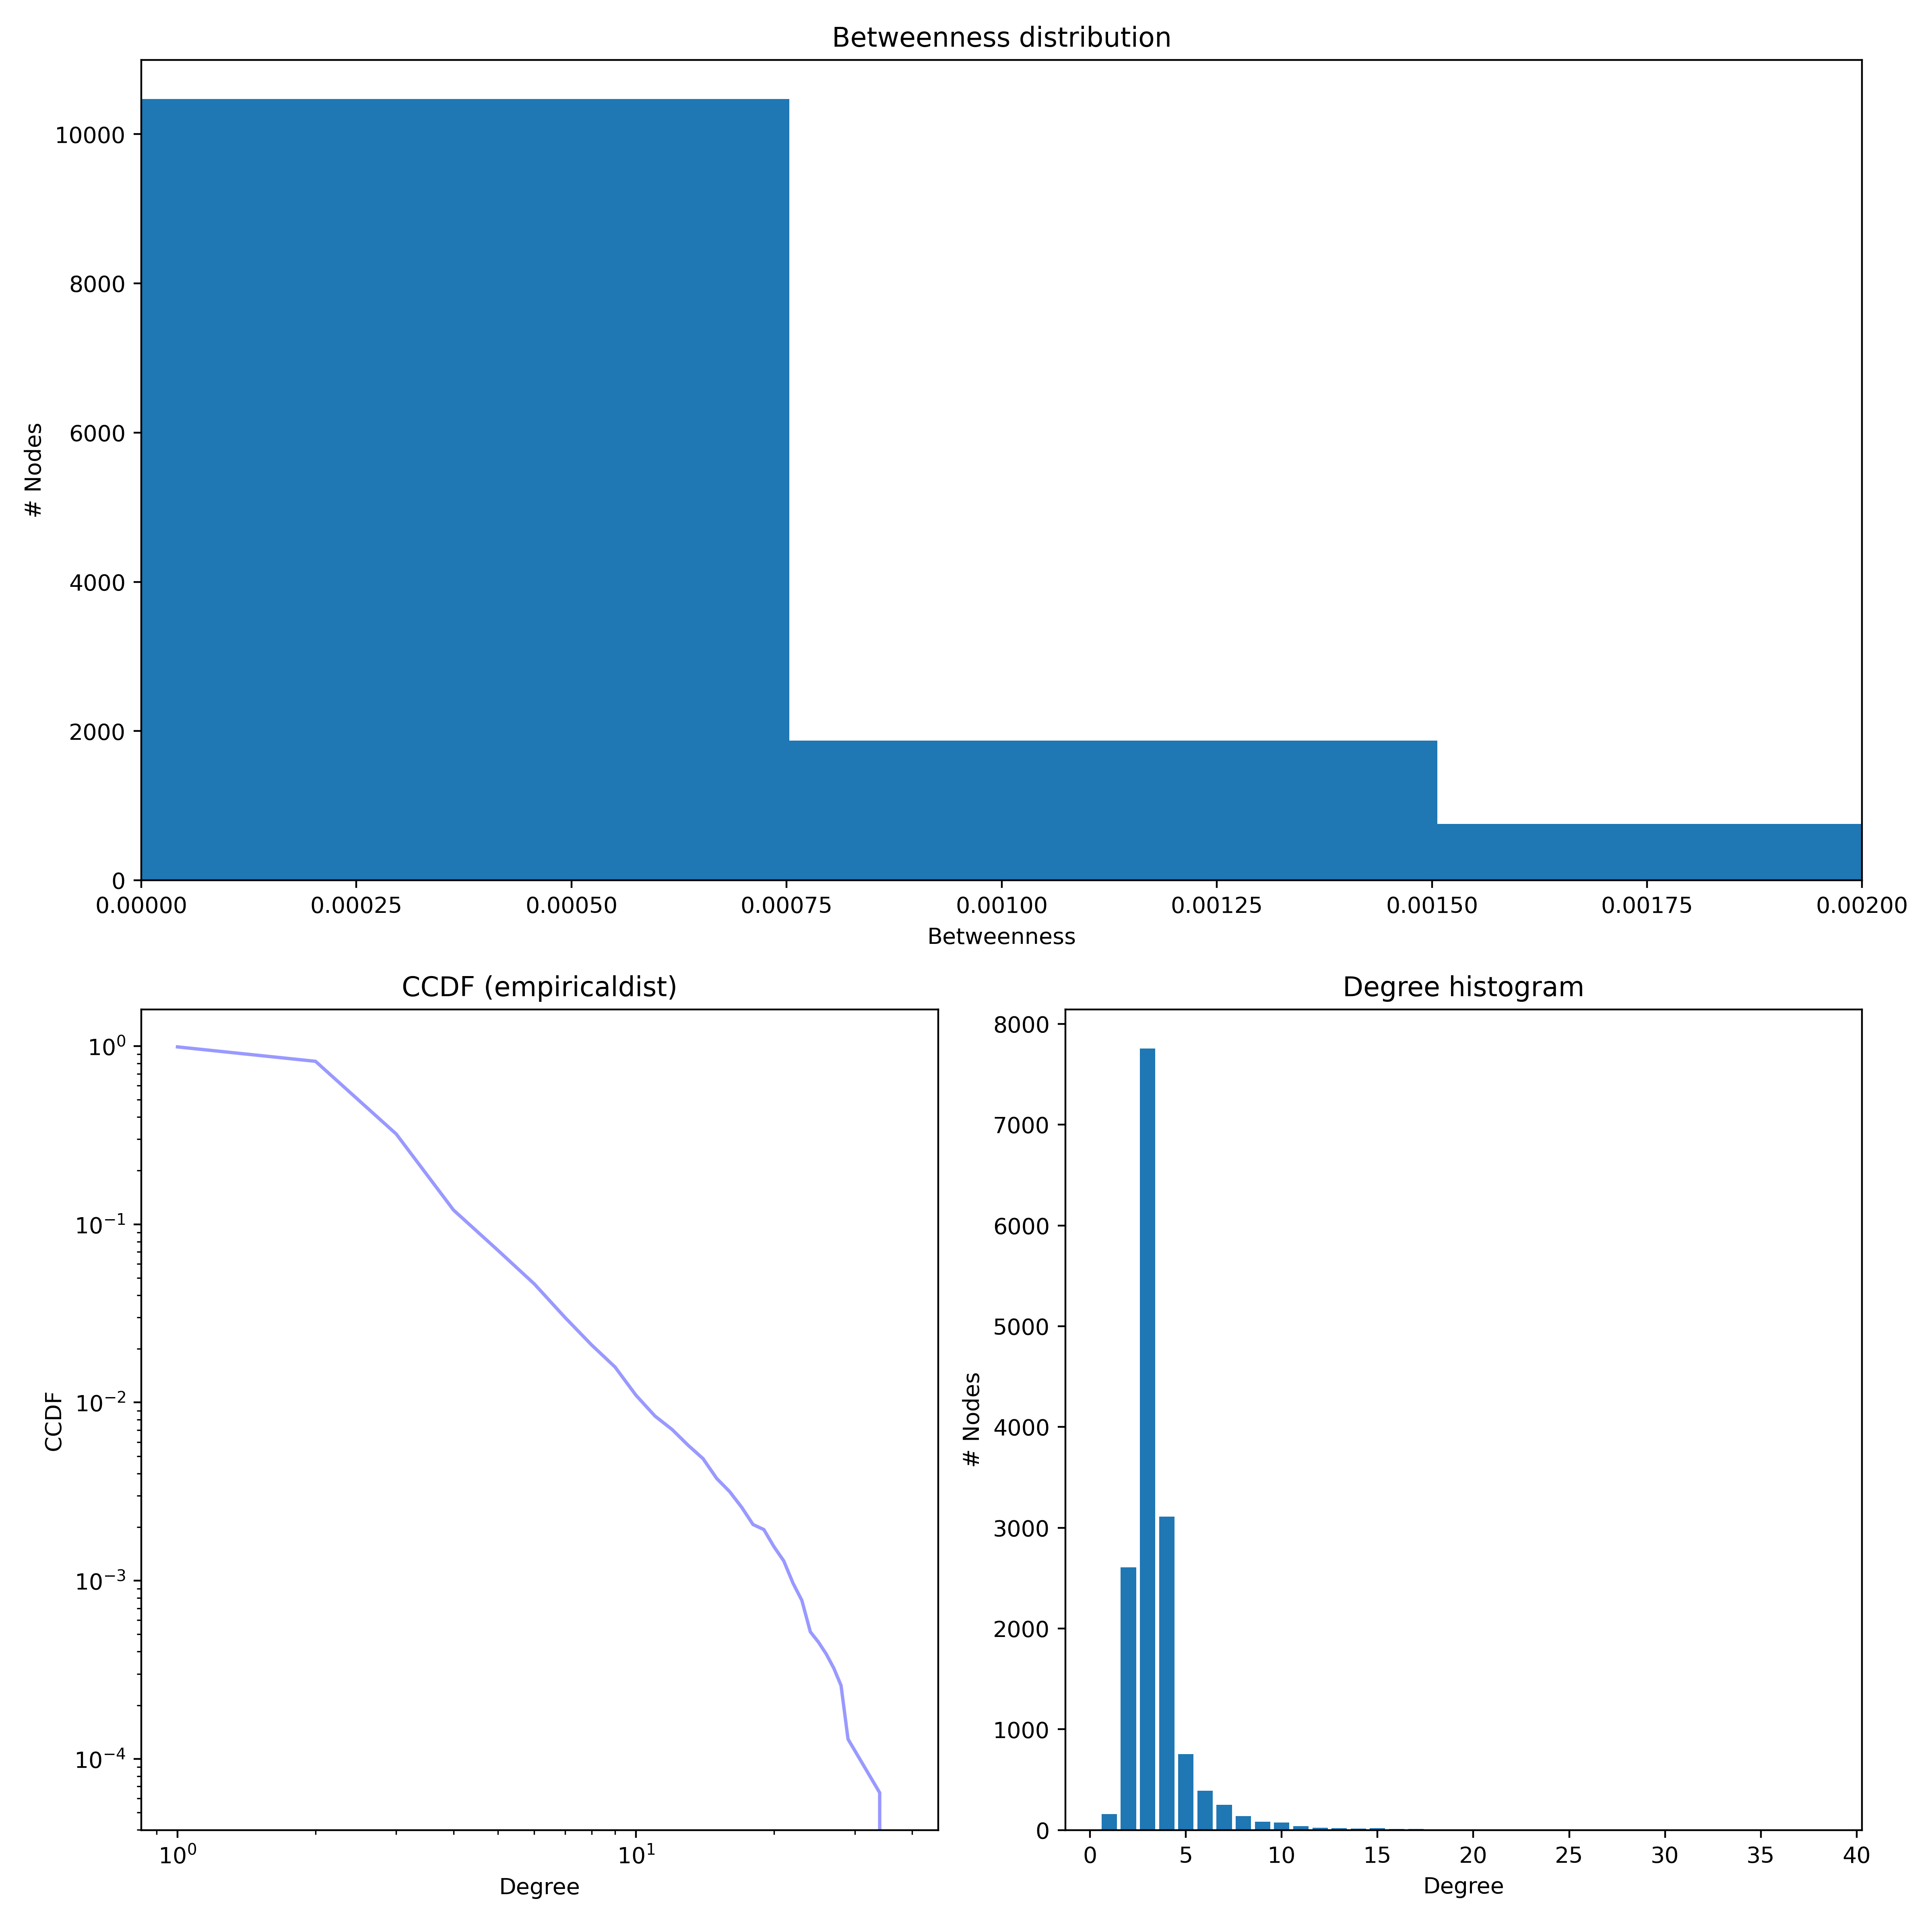 Betweenness distribution
# Nodes
10000
8000
6000
4000
2000
0
0.00000 0.00025 0.00050 0.00075 0.00100 0.00125 0.00150 0.00175 0.00200
Betweenness
CCDF (empiricaldist)
CCDF
10⁰
10⁻¹
10⁻²
10⁻³
10⁻⁴
10⁰ 10¹
Degree
Degree histogram
# Nodes
8000
7000
6000
5000
4000
3000
2000
1000
0
0 5 10 15 20 25 30 35 40
Degree